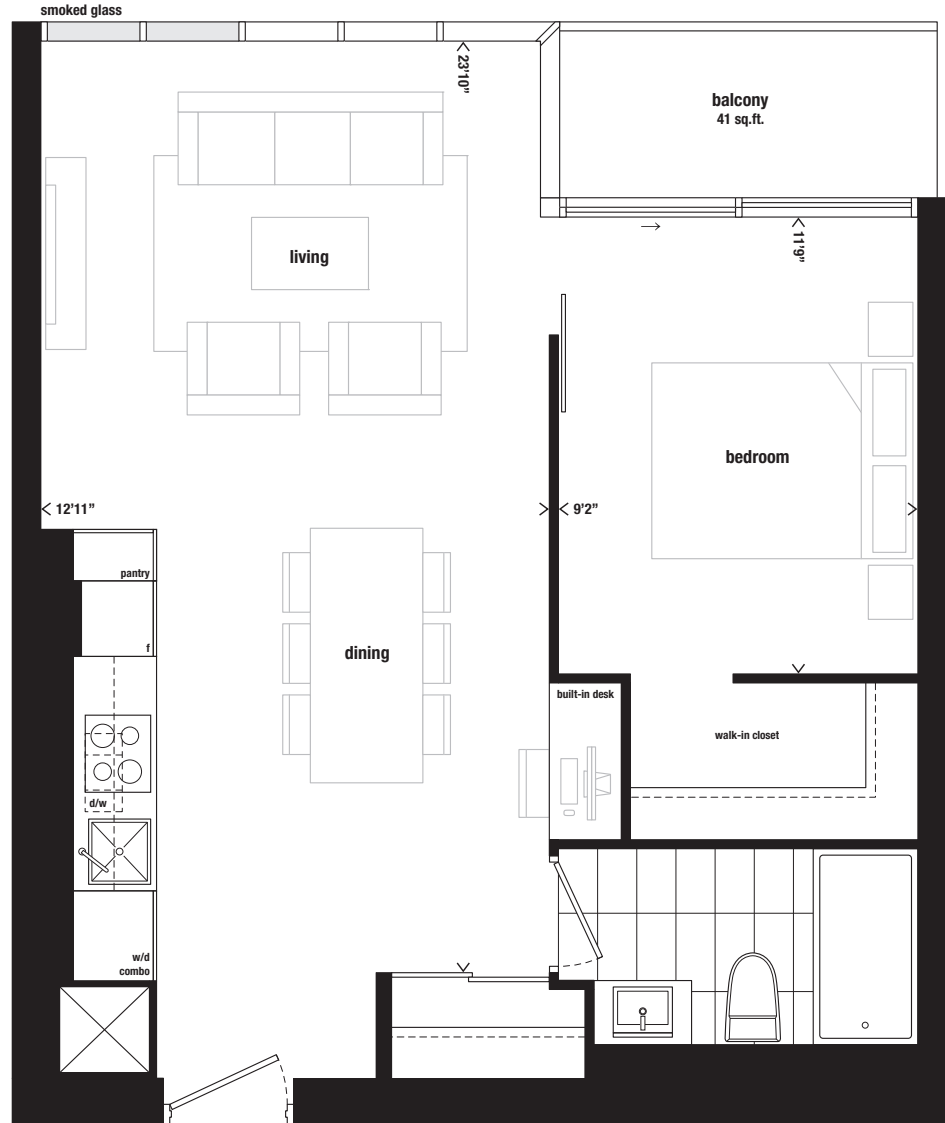 smoked glass
23'10"
balcony
41 sq.ft.
living
11'9"
bedroom
12'11"
9'2"
pantry
f
dining
built-in desk
walk-in closet
d/w
w/d
combo